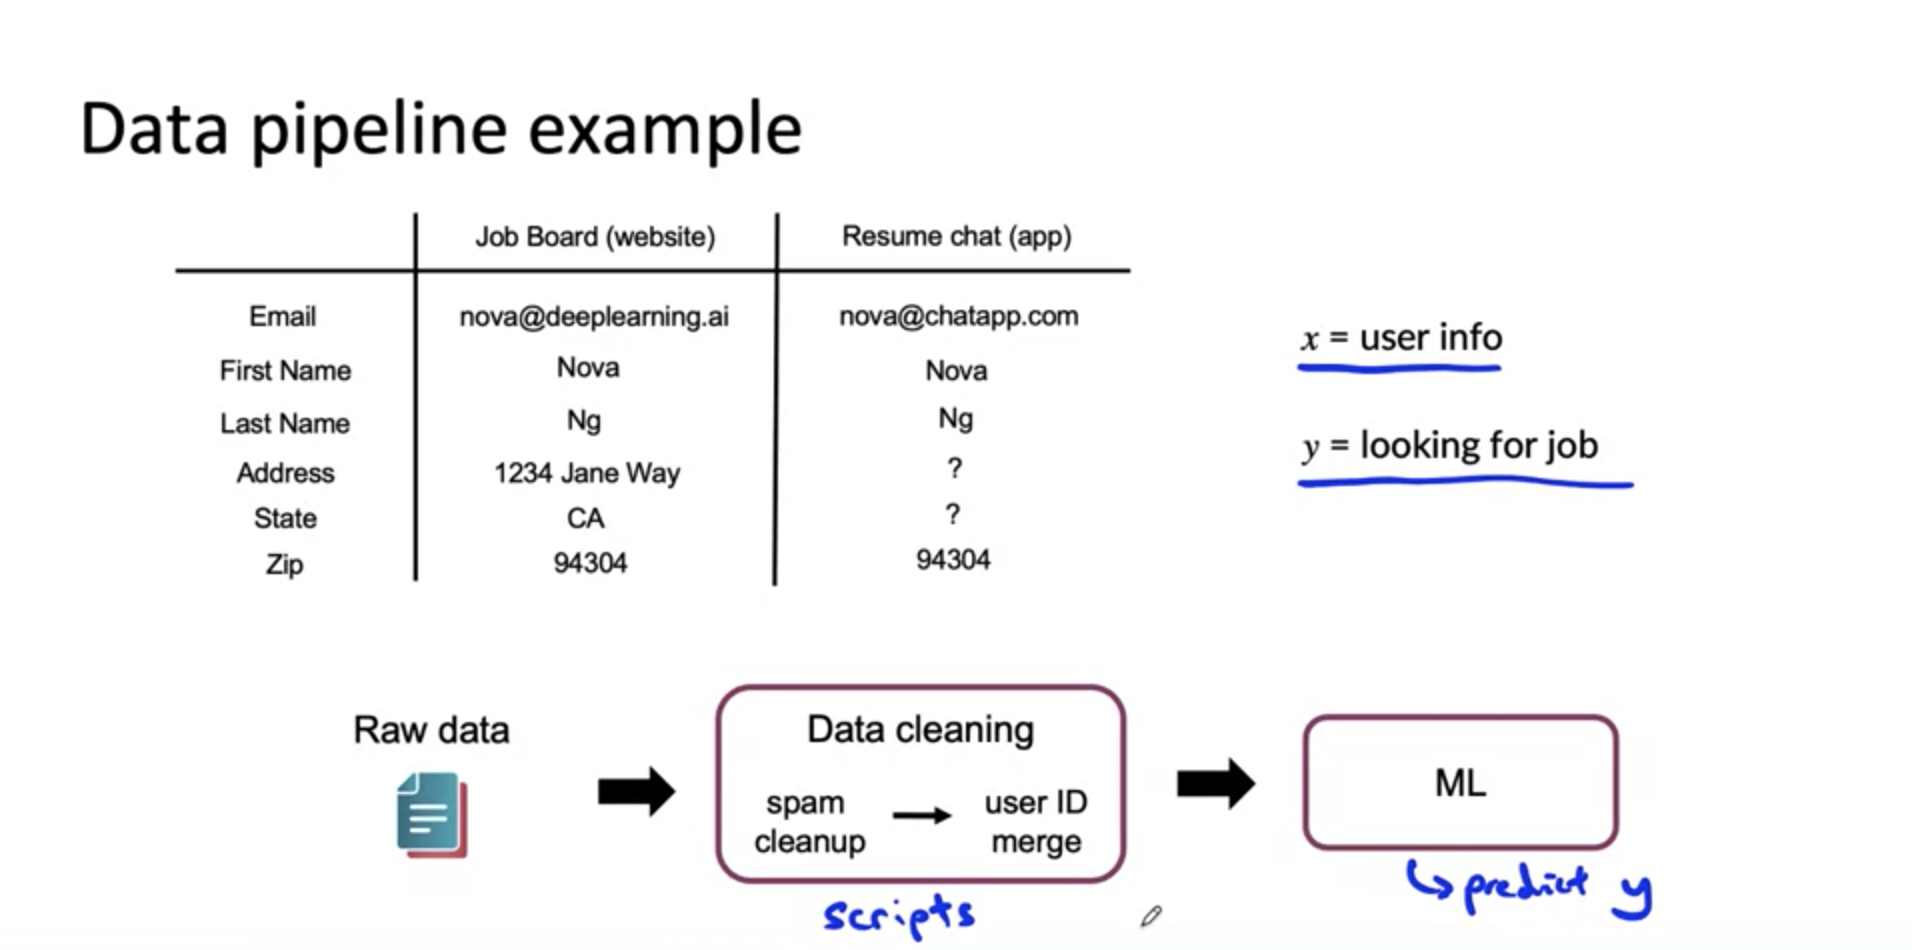 Data pipeline example
Job Board (website) Resume chat (app)
Email nova@deeplearning.ai nova@chatapp.com
First Name Nova Nova
Last Name Ng Ng
Address 1234 Jane Way ?
State CA ?
Zip 94304 94304
x = user info
y = looking for job
Raw data
Data cleaning
spam cleanup
user ID merge
scripts
ML
predict y